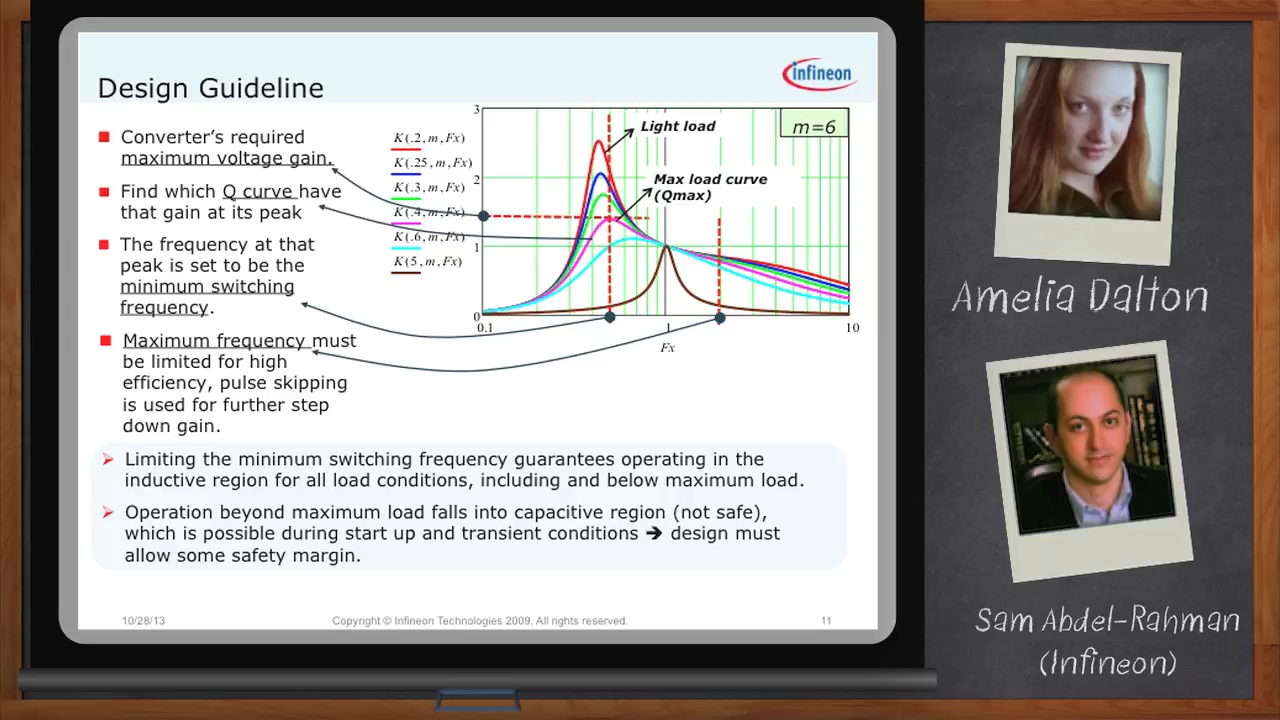 Design Guideline
infineon
Converter's required
maximum voltage gain.
Find which Q curve have
that gain at its peak
The frequency at that
peak is set to be the
minimum switching
frequency.
Maximum frequency must
be limited for high
efficiency, pulse skipping
is used for further step
down gain.
K(.2, m, Fx)
K(.25, m, Fx)
K(.3, m, Fx)
K(.4, m, Fx)
K(.6, m, Fx)
K(5, m, Fx)
3
2
1
0
0.1
1
10
Fx
Light load
Max load curve
(Qmax)
m=6
Limiting the minimum switching frequency guarantees operating in the
inductive region for all load conditions, including and below maximum load.
Operation beyond maximum load falls into capacitive region (not safe),
which is possible during start up and transient conditions ➔ design must
allow some safety margin.
10/28/13
Copyright © Infineon Technologies 2009. All rights reserved.
11
Amelia Dalton
Sam Abdel-Rahman
(Infineon)